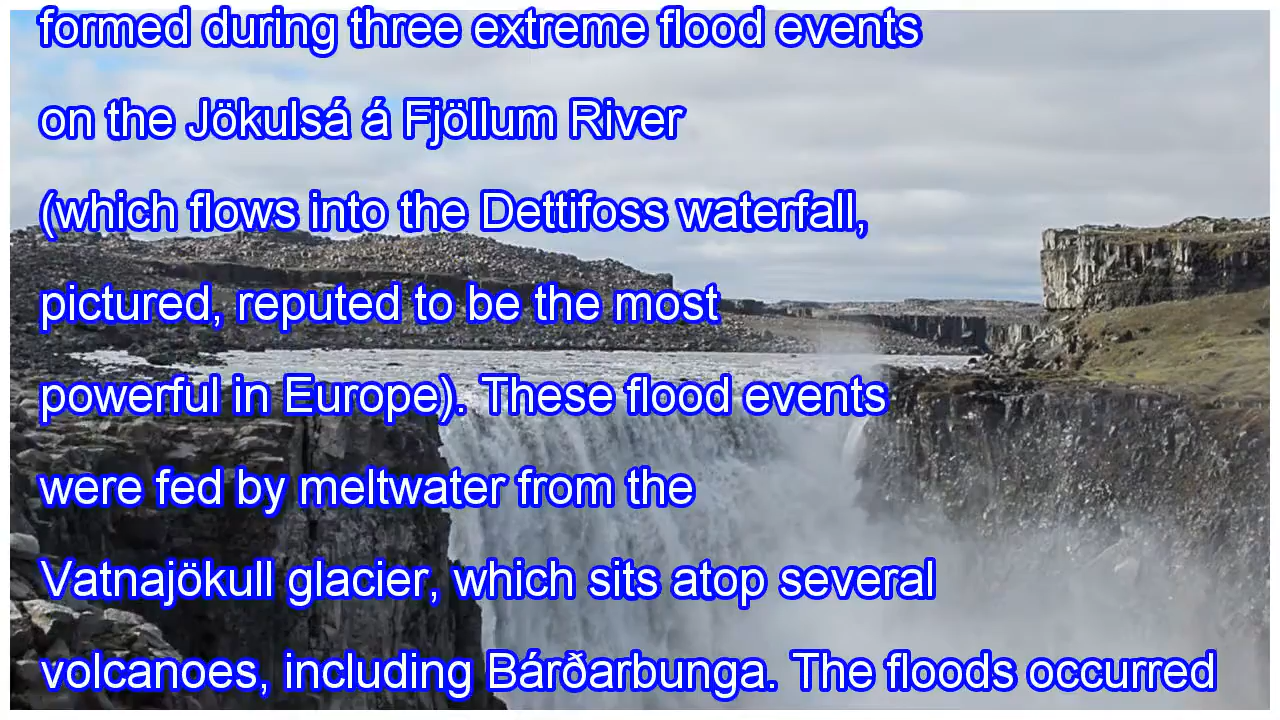 formed during three extreme flood events
on the Jökulsá á Fjöllum River
(which flows into the Dettifoss waterfall,
pictured, reputed to be the most
powerful in Europe). These flood events
were fed by meltwater from the
Vatnajökull glacier, which sits atop several
volcanoes, including Bárðarbunga. The floods occurred